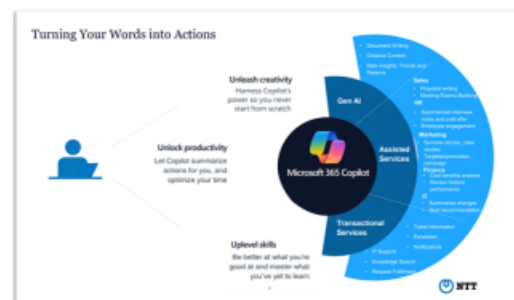 Turning Your Words into Actions
Unleash creativity
Harness Copilot's
power so you never
start from scratch
Unlock productivity
Let Copilot summarize
actions for you, and
optimize your time
Uplevel skills
Be better at what you're
good at and master what
you've yet to learn
Microsoft 365 Copilot
Gen AI
Assisted
Services
Transactional
Services
Document Writing
Creative Content
Data Insights, Trends and
Patterns
Sales
Proposal writing
Meeting Rooms Booking
HR
Summarized interview
notes and craft offer
Employee engagement
Marketing
Success stories, case
studies
Targeted promotion
campaign
Finance
Cost benefits analysis
Review historic
performance
IT
Summarize changes
Best recommendation
Ticket information
Escalation
Notifications
IT Support
Knowledge Search
Request Fulfilment
NTT